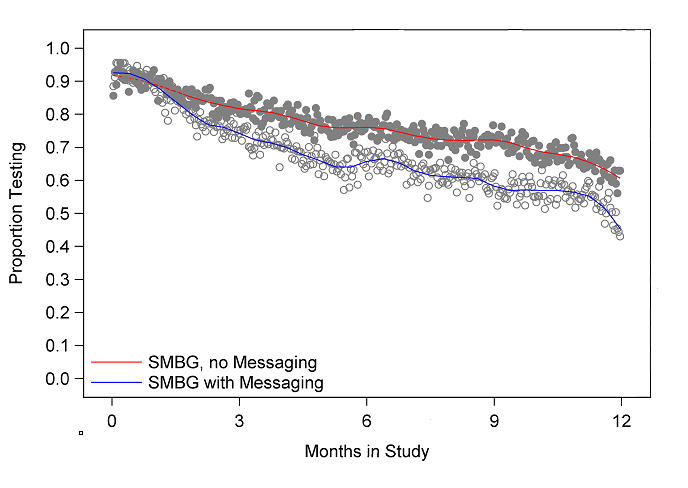 1.0
0.9
0.8
0.7
0.6
0.5
0.4
0.3
0.2
0.1
0.0
Proportion Testing
SMBG, no Messaging
SMBG with Messaging
0 3 6 9 12
Months in Study